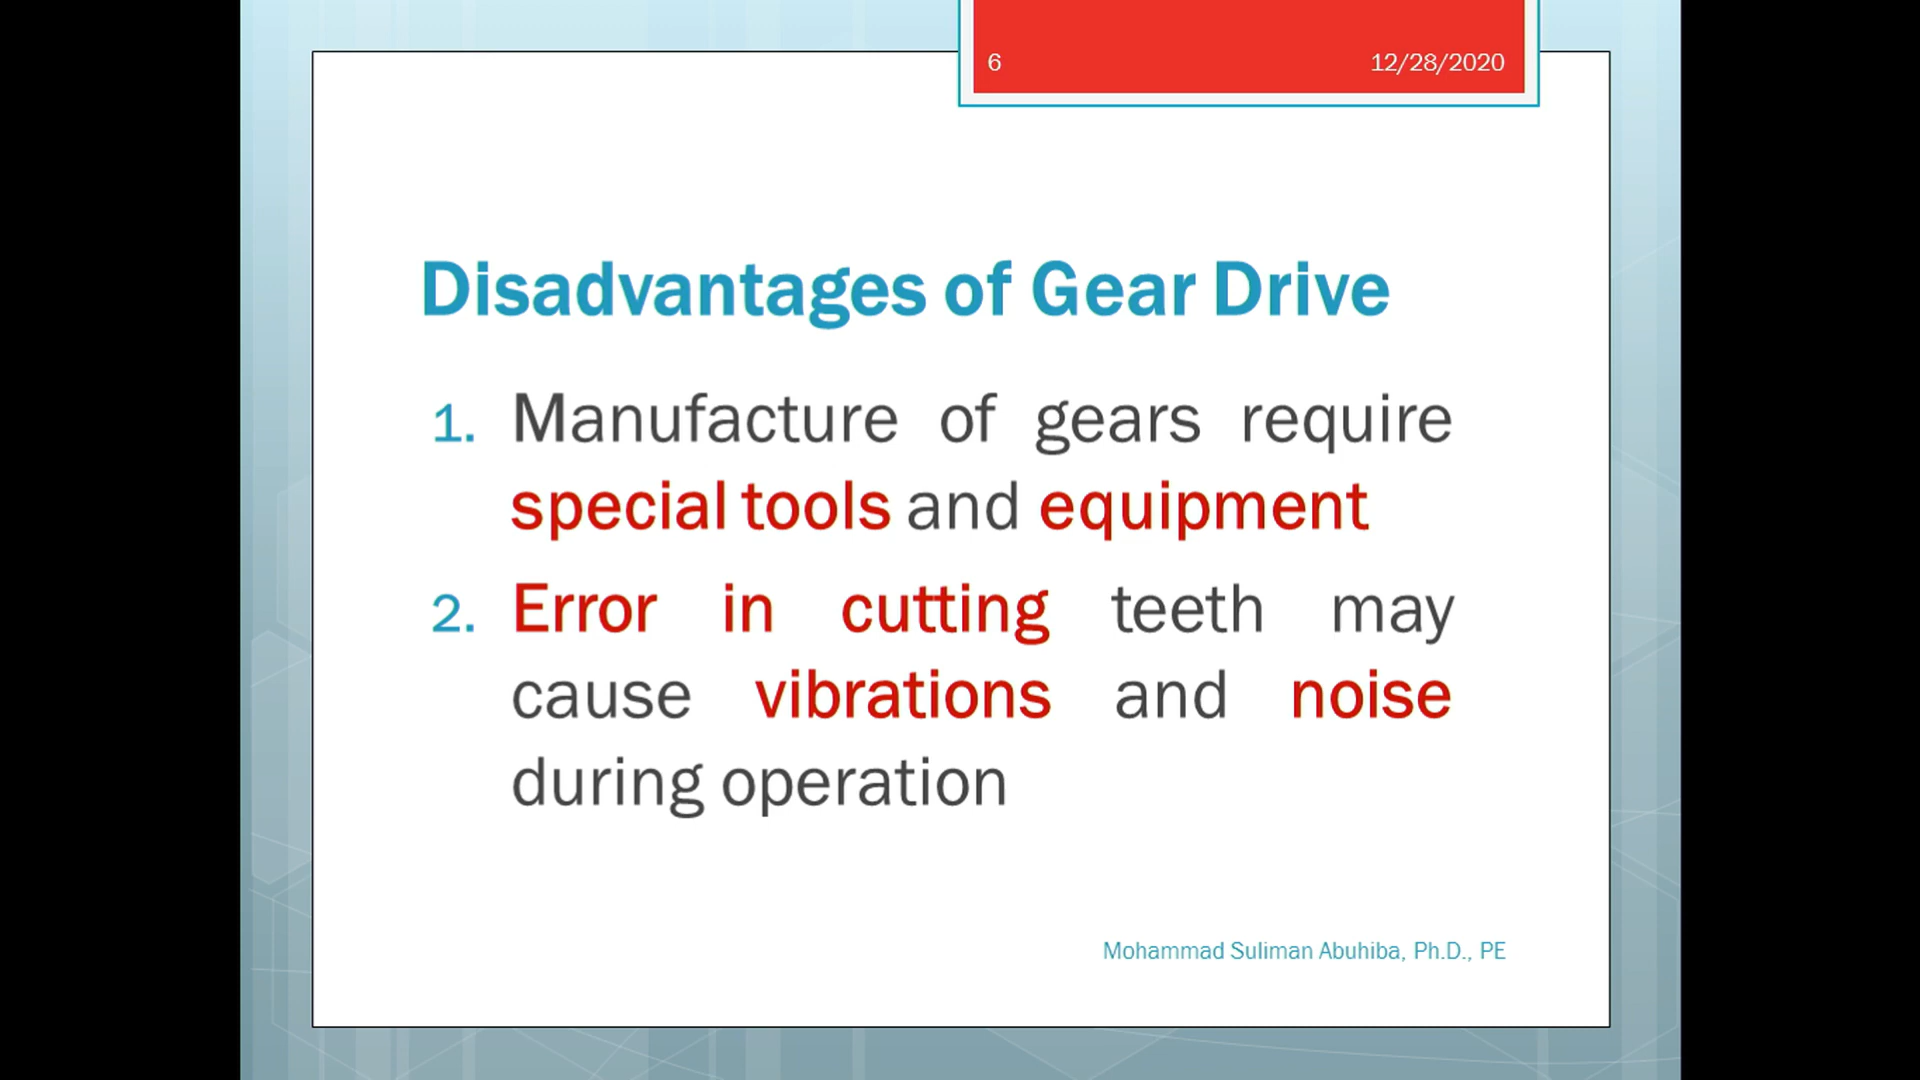 6 12/28/2020
Disadvantages of Gear Drive
1. Manufacture of gears require
special tools and equipment
2. Error in cutting teeth may
cause vibrations and noise
during operation
Mohammad Suliman Abuhiba, Ph.D., PE